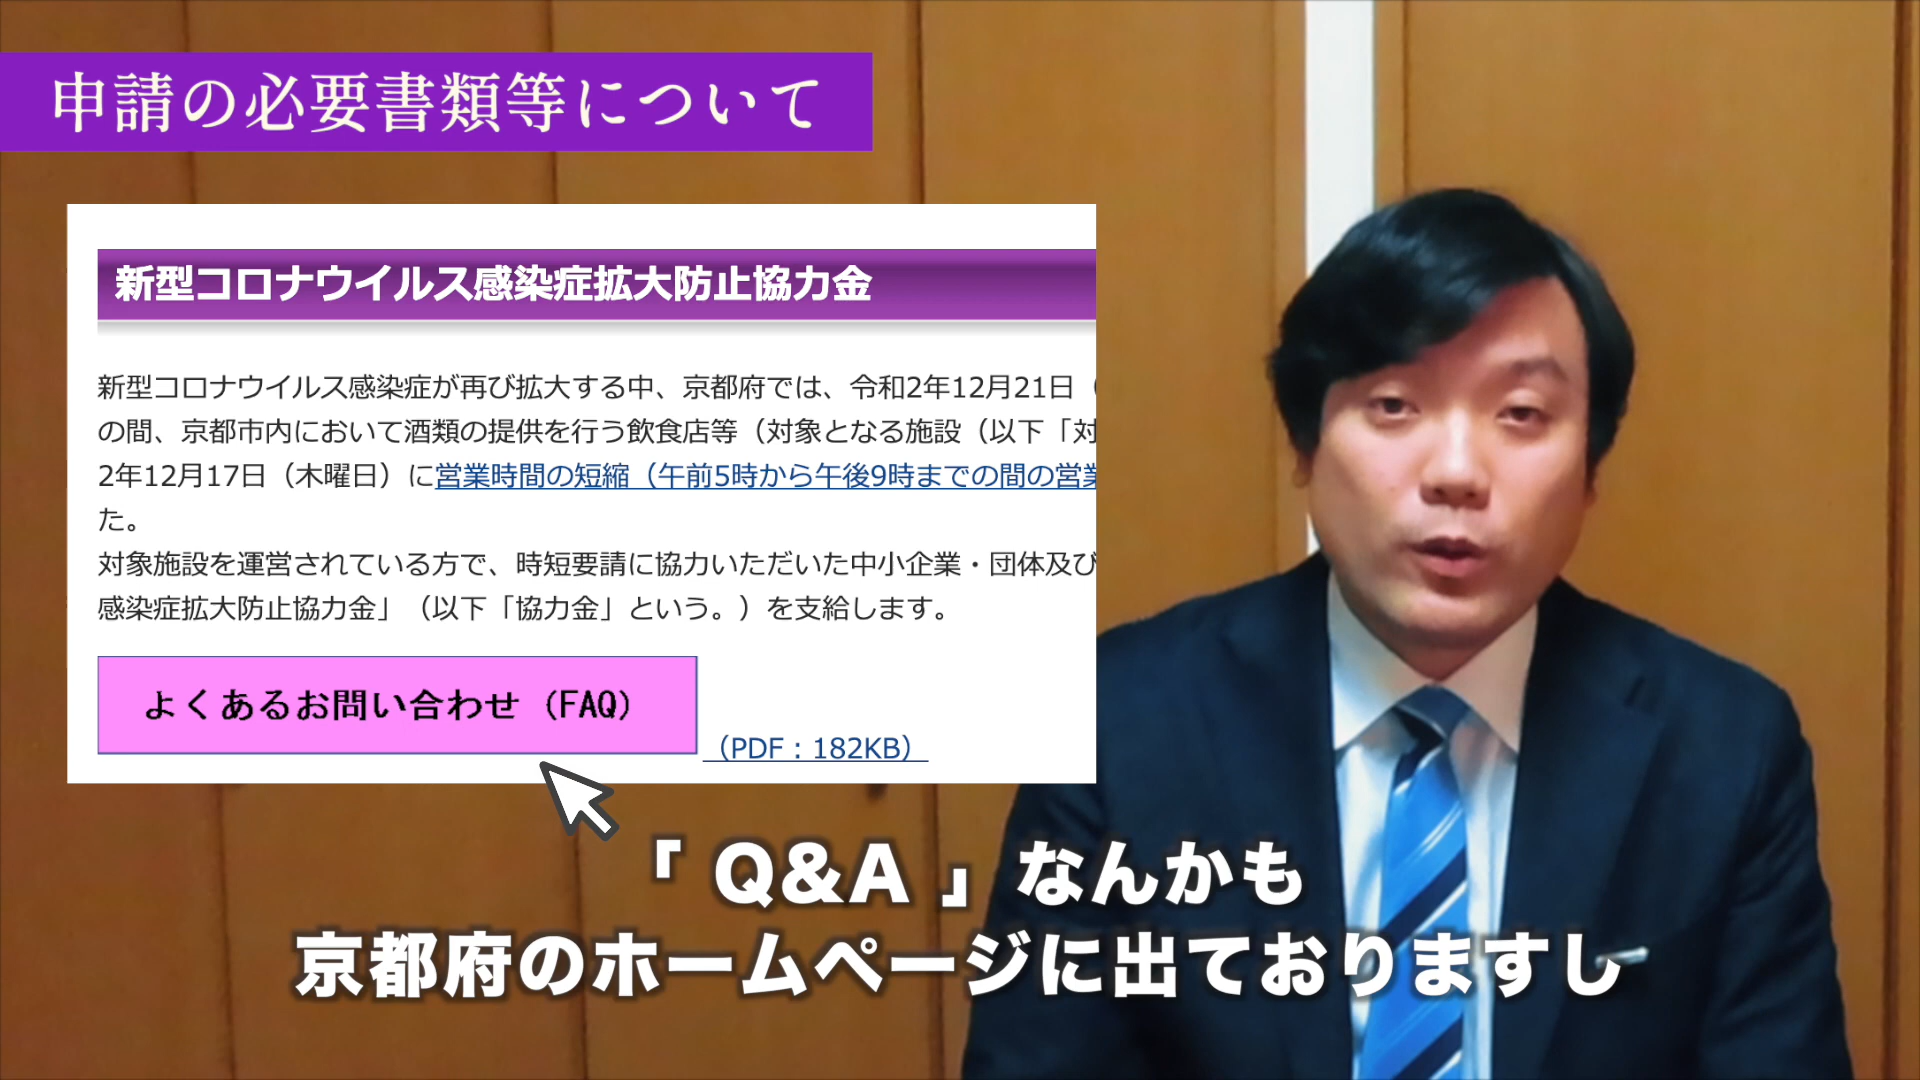 申請の必要書類等について
新型コロナウイルス感染症拡大防止協力金
新型コロナウイルス感染症が再び拡大する中、京都府では、令和2年12月21日（
の間、京都市内において酒類の提供を行う飲食店等（対象となる施設（以下「対
2年12月17日（木曜日）に営業時間の短縮（午前5時から午後9時までの間の営業
た。
対象施設を運営されている方で、時短要請に協力いただいた中小企業・団体及び
感染症拡大防止協力金」（以下「協力金」という。）を支給します。
よくあるお問い合わせ（FAQ）
（PDF：182KB）
「 Q&A 」なんかも
京都府のホームページに出ておりますし